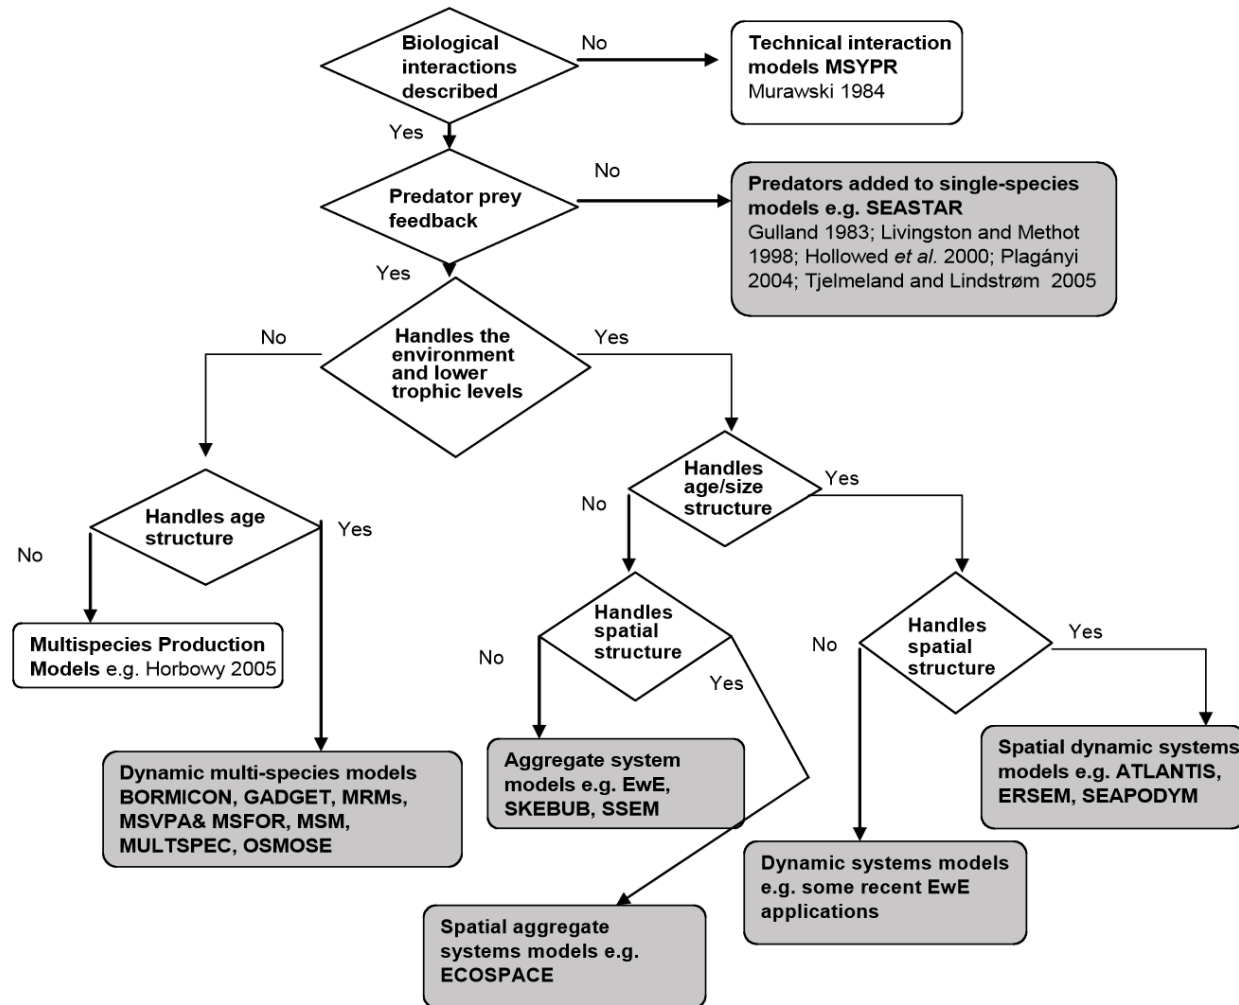 Biological
interactions
described
No
Technical interaction
models MSYPR
Murawski 1984
Yes
Predator prey
feedback
No
Predators added to single-species
models e.g. SEASTAR
Gulland 1983; Livingston and Methot
1998; Hollowed et al. 2000; Plagányi
2004; Tjelmeland and Lindstrøm 2005
Yes
Handles the
environment
and lower
trophic levels
No
Yes
Handles age
structure
No
Yes
Handles
age/size
structure
No
Yes
Multispecies Production
Models e.g. Horbowy 2005
Handles
spatial
structure
No
Yes
Handles
spatial
structure
No
Yes
Dynamic multi-species models
BORMICON, GADGET, MRMs,
MSVPA& MSFOR, MSM,
MULTSPEC, OSMOSE
Aggregate system
models e.g. EwE,
SKEBUB, SSEM
Spatial dynamic systems
models e.g. ATLANTIS,
ERSEM, SEAPODYM
Dynamic systems models
e.g. some recent EwE
applications
Spatial aggregate
systems models e.g.
ECOSPACE